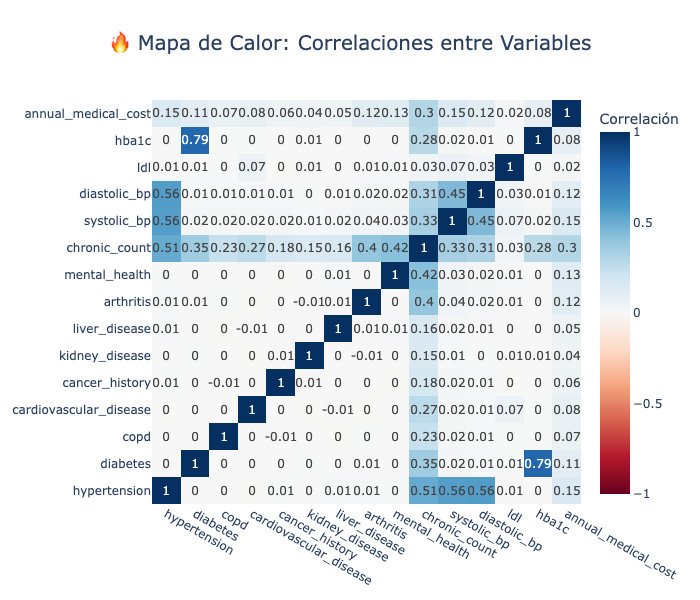 🔥 Mapa de Calor: Correlaciones entre Variables
Correlación
annual_medical_cost 0.15 0.11 0.07 0.08 0.06 0.04 0.05 0.12 0.13 0.3 0.15 0.12 0.02 0.08 1
hba1c 0 0.79 0 0 0 0.01 0 0 0 0.28 0.02 0.01 0 1 0.08
ldl 0.01 0.01 0 0.07 0 0.01 0 0.01 0.01 0.03 0.07 0.03 1 0 0.02
diastolic_bp 0.56 0.01 0.01 0.01 0.01 0 0.01 0.02 0.02 0.31 0.45 1 0.03 0.01 0.12
systolic_bp 0.56 0.02 0.02 0.02 0.02 0.01 0.02 0.04 0.03 0.33 1 0.45 0.07 0.02 0.15
chronic_count 0.51 0.35 0.23 0.27 0.18 0.15 0.16 0.4 0.42 1 0.33 0.31 0.03 0.28 0.3
mental_health 0 0 0 0 0 0 0.01 0 1 0.42 0.03 0.02 0.01 0 0.13
arthritis 0.01 0.01 0 0 0 −0.01 0.01 1 0 0.4 0.04 0.02 0.01 0 0.12
liver_disease 0.01 0 0 −0.01 0 0 1 0.01 0.01 0.16 0.02 0.01 0 0 0.05
kidney_disease 0 0 0 0 0.01 1 0 −0.01 0 0.15 0.01 0 0.01 0.01 0.04
cancer_history 0.01 0 −0.01 0 1 0.01 0 0 0 0.18 0.02 0.01 0 0 0.06
cardiovascular_disease 0 0 0 1 0 0 −0.01 0 0 0.27 0.02 0.01 0.07 0 0.08
copd 0 0 1 0 −0.01 0 0 0 0 0.23 0.02 0.01 0 0 0.07
diabetes 0 1 0 0 0 0 0 0.01 0 0.35 0.02 0.01 0.01 0.79 0.11
hypertension 1 0 0 0 0.01 0 0.01 0.01 0 0.51 0.56 0.56 0.01 0 0.15
hypertension
diabetes
copd
cardiovascular_disease
cancer_history
kidney_disease
liver_disease
arthritis
mental_health
chronic_count
systolic_bp
diastolic_bp
ldl
hba1c
annual_medical_cost
1
0.5
0
−0.5
−1